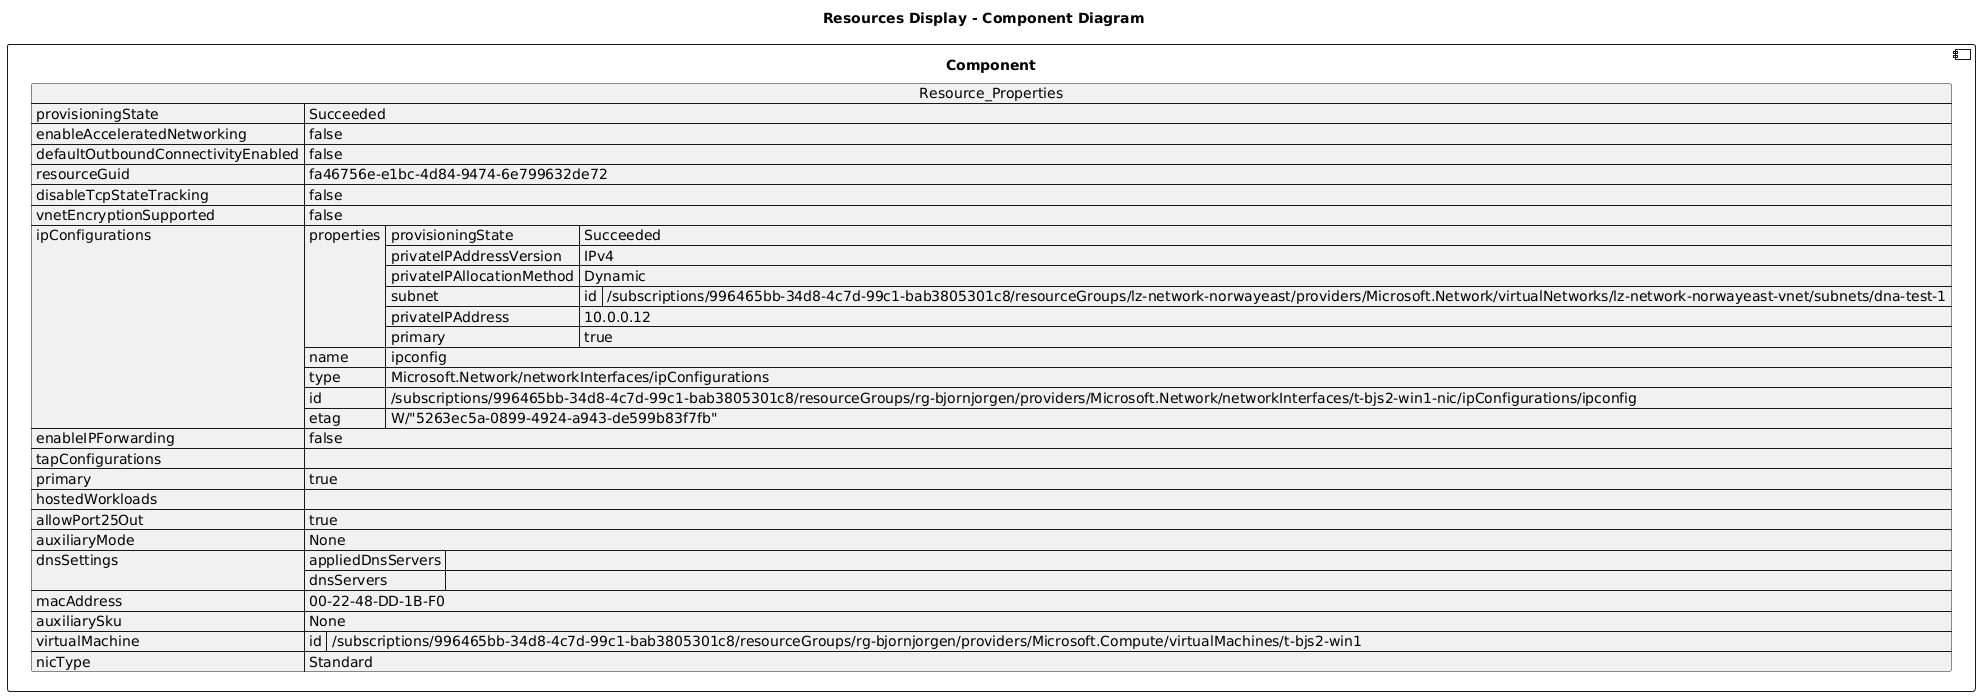 Resources Display - Component Diagram
Component
Resource_Properties
provisioningState Succeeded
enableAcceleratedNetworking false
defaultOutboundConnectivityEnabled false
resourceGuid fa46756e-e1bc-4d84-9474-6e799632de72
disableTcpStateTracking false
vnetEncryptionSupported false
ipConfigurations properties provisioningState Succeeded
privateIPAddressVersion IPv4
privateIPAllocationMethod Dynamic
subnet id /subscriptions/996465bb-34d8-4c7d-99c1-bab3805301c8/resourceGroups/lz-network-norwayeast/providers/Microsoft.Network/virtualNetworks/lz-network-norwayeast-vnet/subnets/dna-test-1
privateIPAddress 10.0.0.12
primary true
name ipconfig
type Microsoft.Network/networkInterfaces/ipConfigurations
id /subscriptions/996465bb-34d8-4c7d-99c1-bab3805301c8/resourceGroups/rg-bjornjorgen/providers/Microsoft.Network/networkInterfaces/t-bjs2-win1-nic/ipConfigurations/ipconfig
etag W/"5263ec5a-0899-4924-a943-de599b83f7fb"
enableIPForwarding false
tapConfigurations
primary true
hostedWorkloads
allowPort25Out true
auxiliaryMode None
dnsSettings appliedDnsServers
dnsServers
macAddress 00-22-48-DD-1B-F0
auxiliarySku None
virtualMachine id /subscriptions/996465bb-34d8-4c7d-99c1-bab3805301c8/resourceGroups/rg-bjornjorgen/providers/Microsoft.Compute/virtualMachines/t-bjs2-win1
nicType Standard